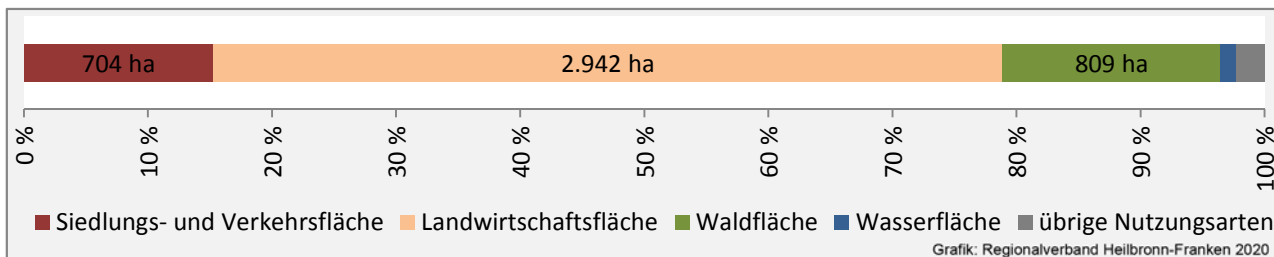 704 ha 2.942 ha 809 ha
0 % 10 % 20 % 30 % 40 % 50 % 60 % 70 % 80 % 90 % 100 %
Siedlungs- und Verkehrsfläche Landwirtschaftsfläche Waldfläche Wasserfläche übrige Nutzungsarten
Grafik: Regionalverband Heilbronn-Franken 2020